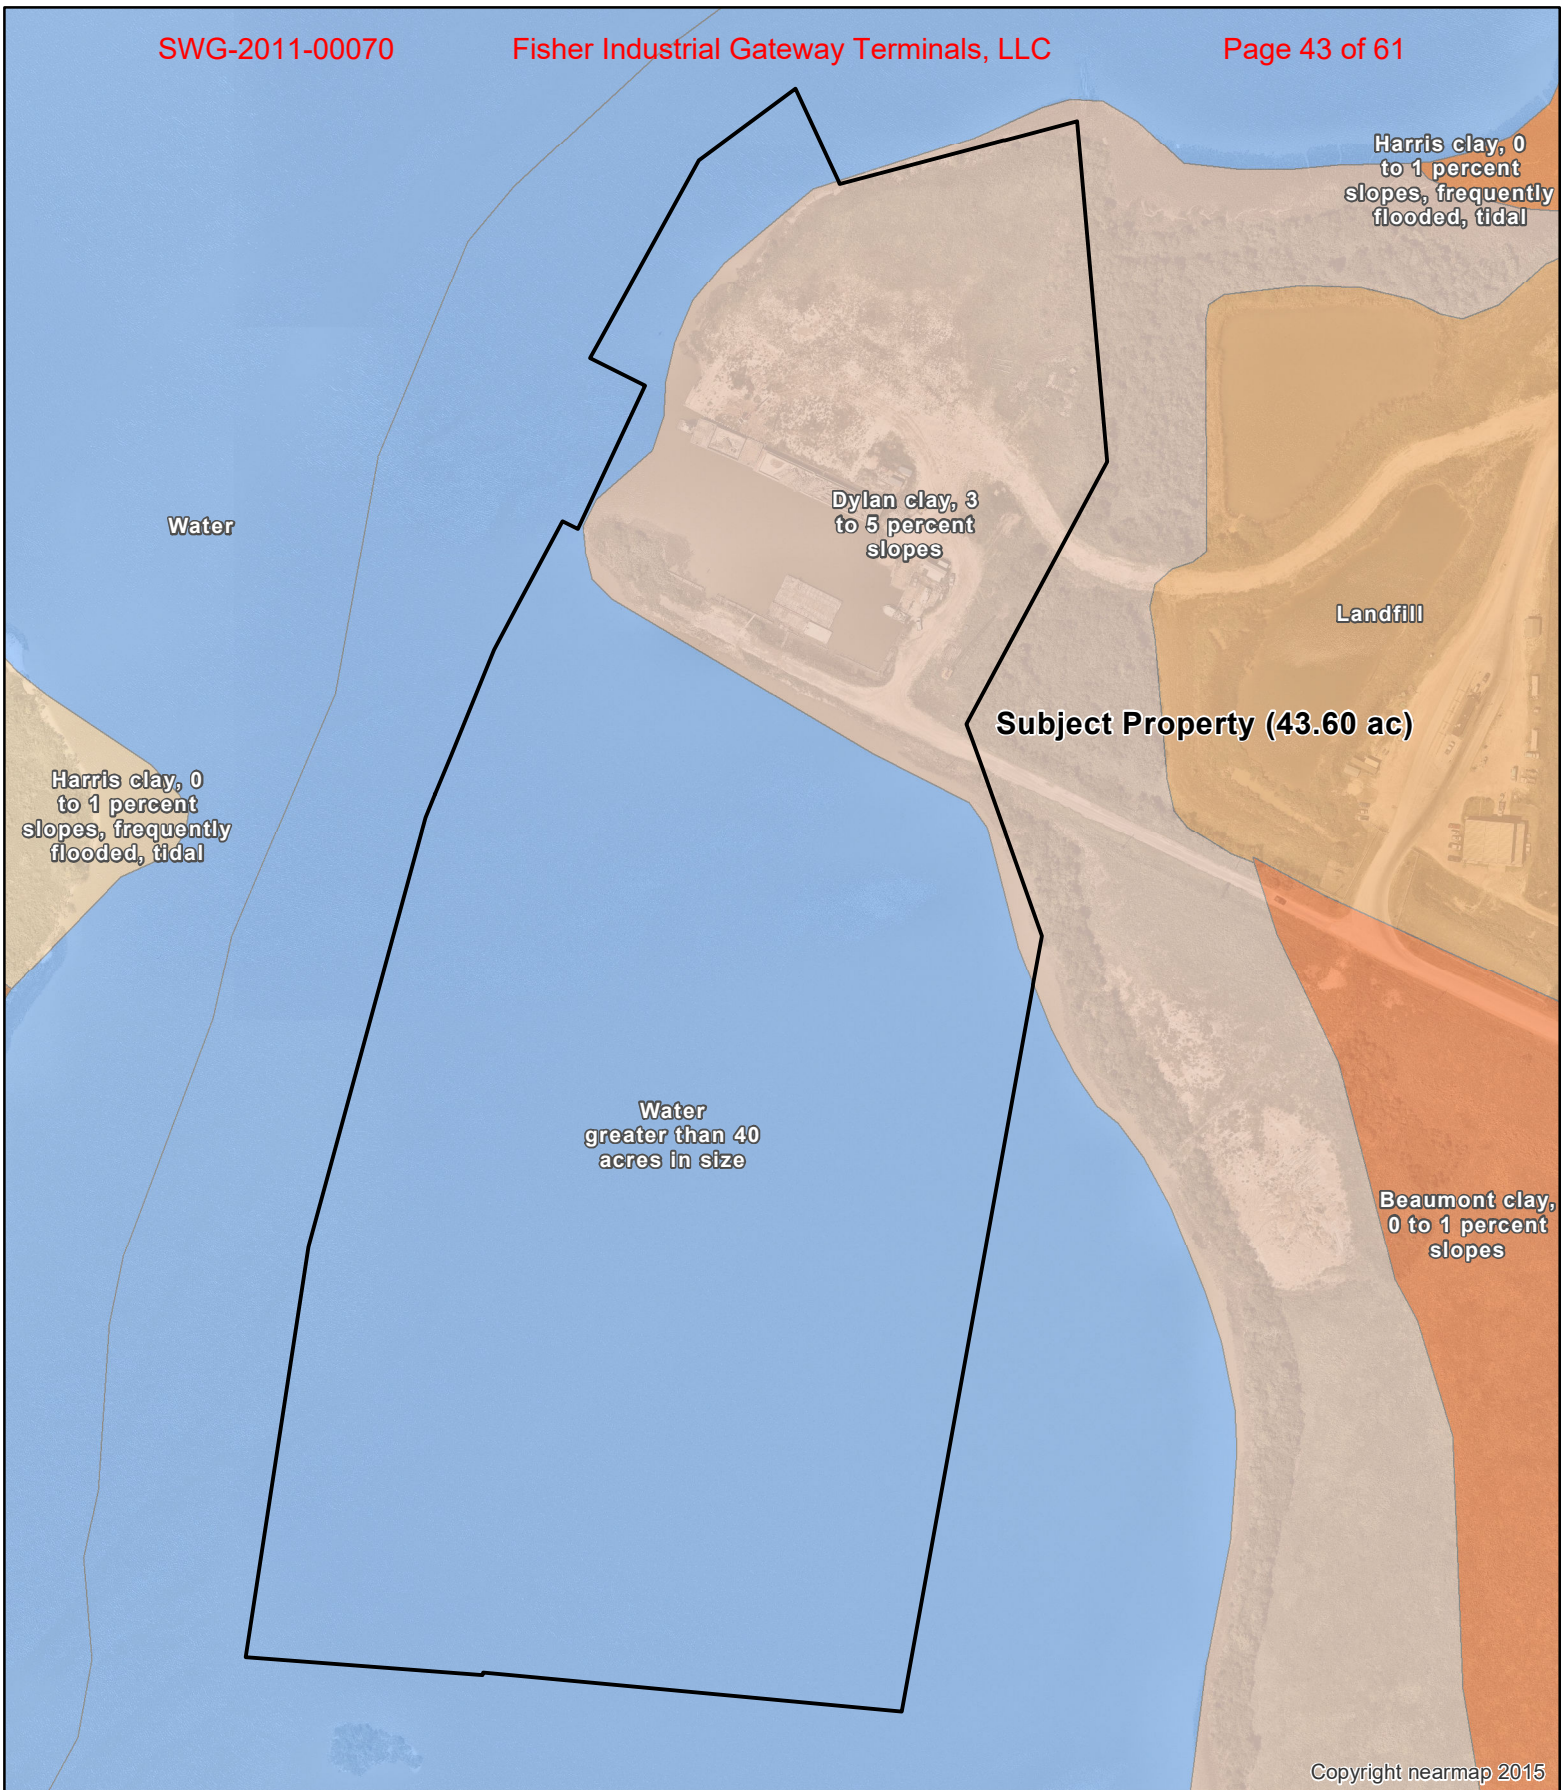 SWG-2011-00070 Fisher Industrial Gateway Terminals, LLC Page 43 of 61
Harris clay, 0
to 1 percent
slopes, frequently
flooded, tidal
Water
Dylan clay, 3
to 5 percent
slopes
Landfill
Subject Property (43.60 ac)
Harris clay, 0
to 1 percent
slopes, frequently
flooded, tidal
Water
greater than 40
acres in size
Beaumont clay,
0 to 1 percent
slopes
Copyright nearmap 2015